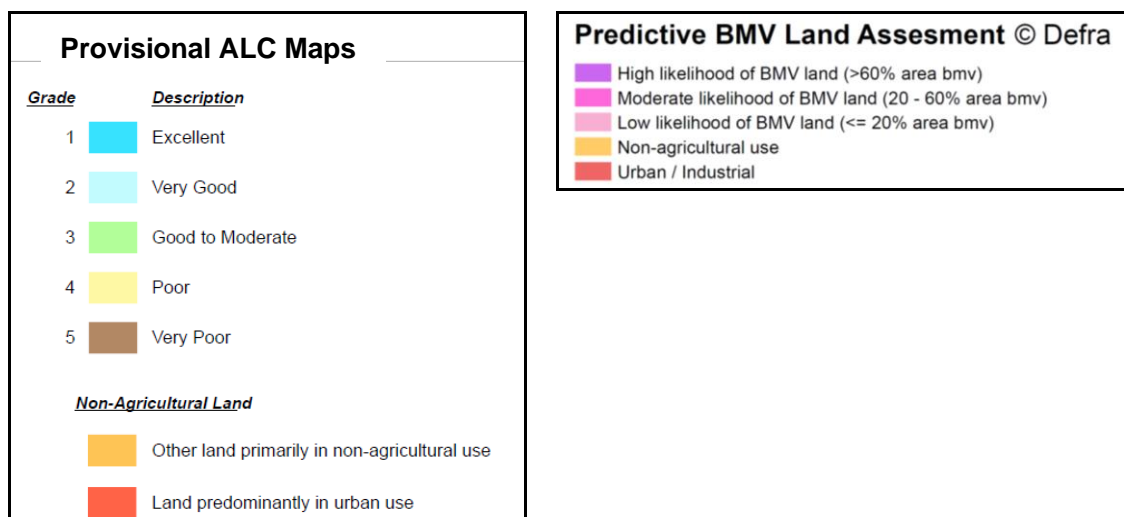 Provisional ALC Maps
Grade Description
1 Excellent
2 Very Good
3 Good to Moderate
4 Poor
5 Very Poor
Non-Agricultural Land
Other land primarily in non-agricultural use
Land predominantly in urban use
Predictive BMV Land Assesment © Defra
High likelihood of BMV land (>60% area bmv)
Moderate likelihood of BMV land (20 - 60% area bmv)
Low likelihood of BMV land (<= 20% area bmv)
Non-agricultural use
Urban / Industrial